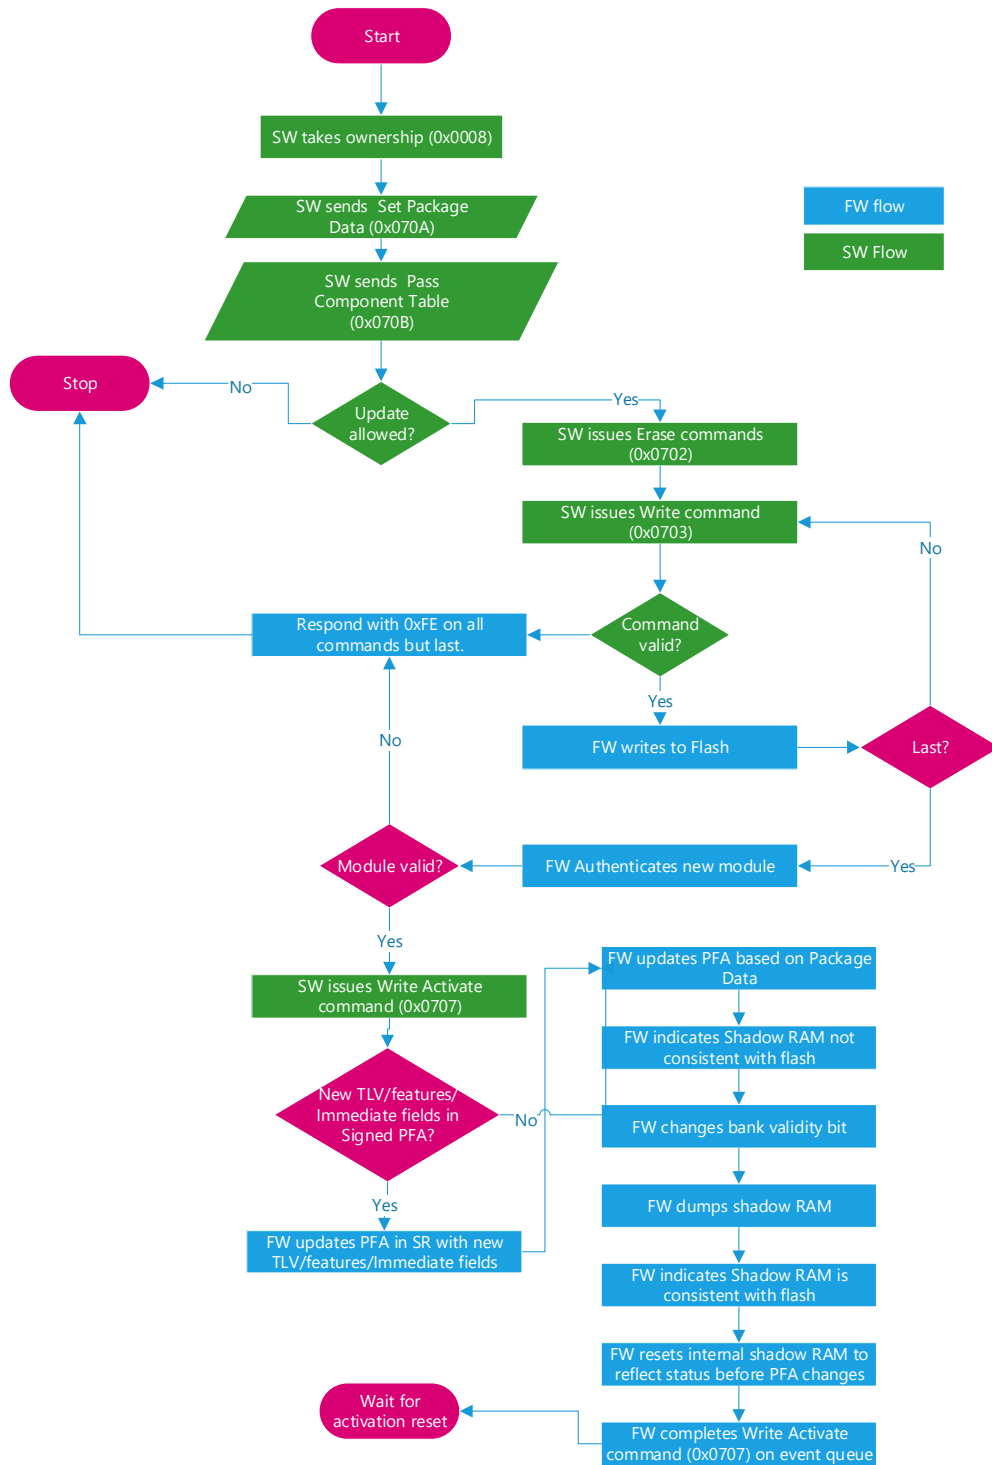 Start
SW takes ownership (0x0008)
SW sends  Set Package
Data (0x070A)
FW flow
SW Flow
SW sends  Pass
Component Table
(0x070B)
Stop
No
Update
allowed?
Yes
SW issues Erase commands
(0x0702)
SW issues Write command
(0x0703)
No
Respond with 0xFE on all
commands but last.
Command
valid?
Yes
No
FW writes to Flash
Last?
Module valid?
FW Authenticates new module
Yes
Yes
SW issues Write Activate
command (0x0707)
FW updates PFA based on Package
Data
FW indicates Shadow RAM not
consistent with flash
New TLV/features/
Immediate fields in
Signed PFA?
No
FW changes bank validity bit
Yes
FW dumps shadow RAM
FW updates PFA in SR with new
TLV/features/Immediate fields
FW indicates Shadow RAM is
consistent with flash
FW resets internal shadow RAM to
reflect status before PFA changes
Wait for
activation reset
FW completes Write Activate
command (0x0707) on event queue